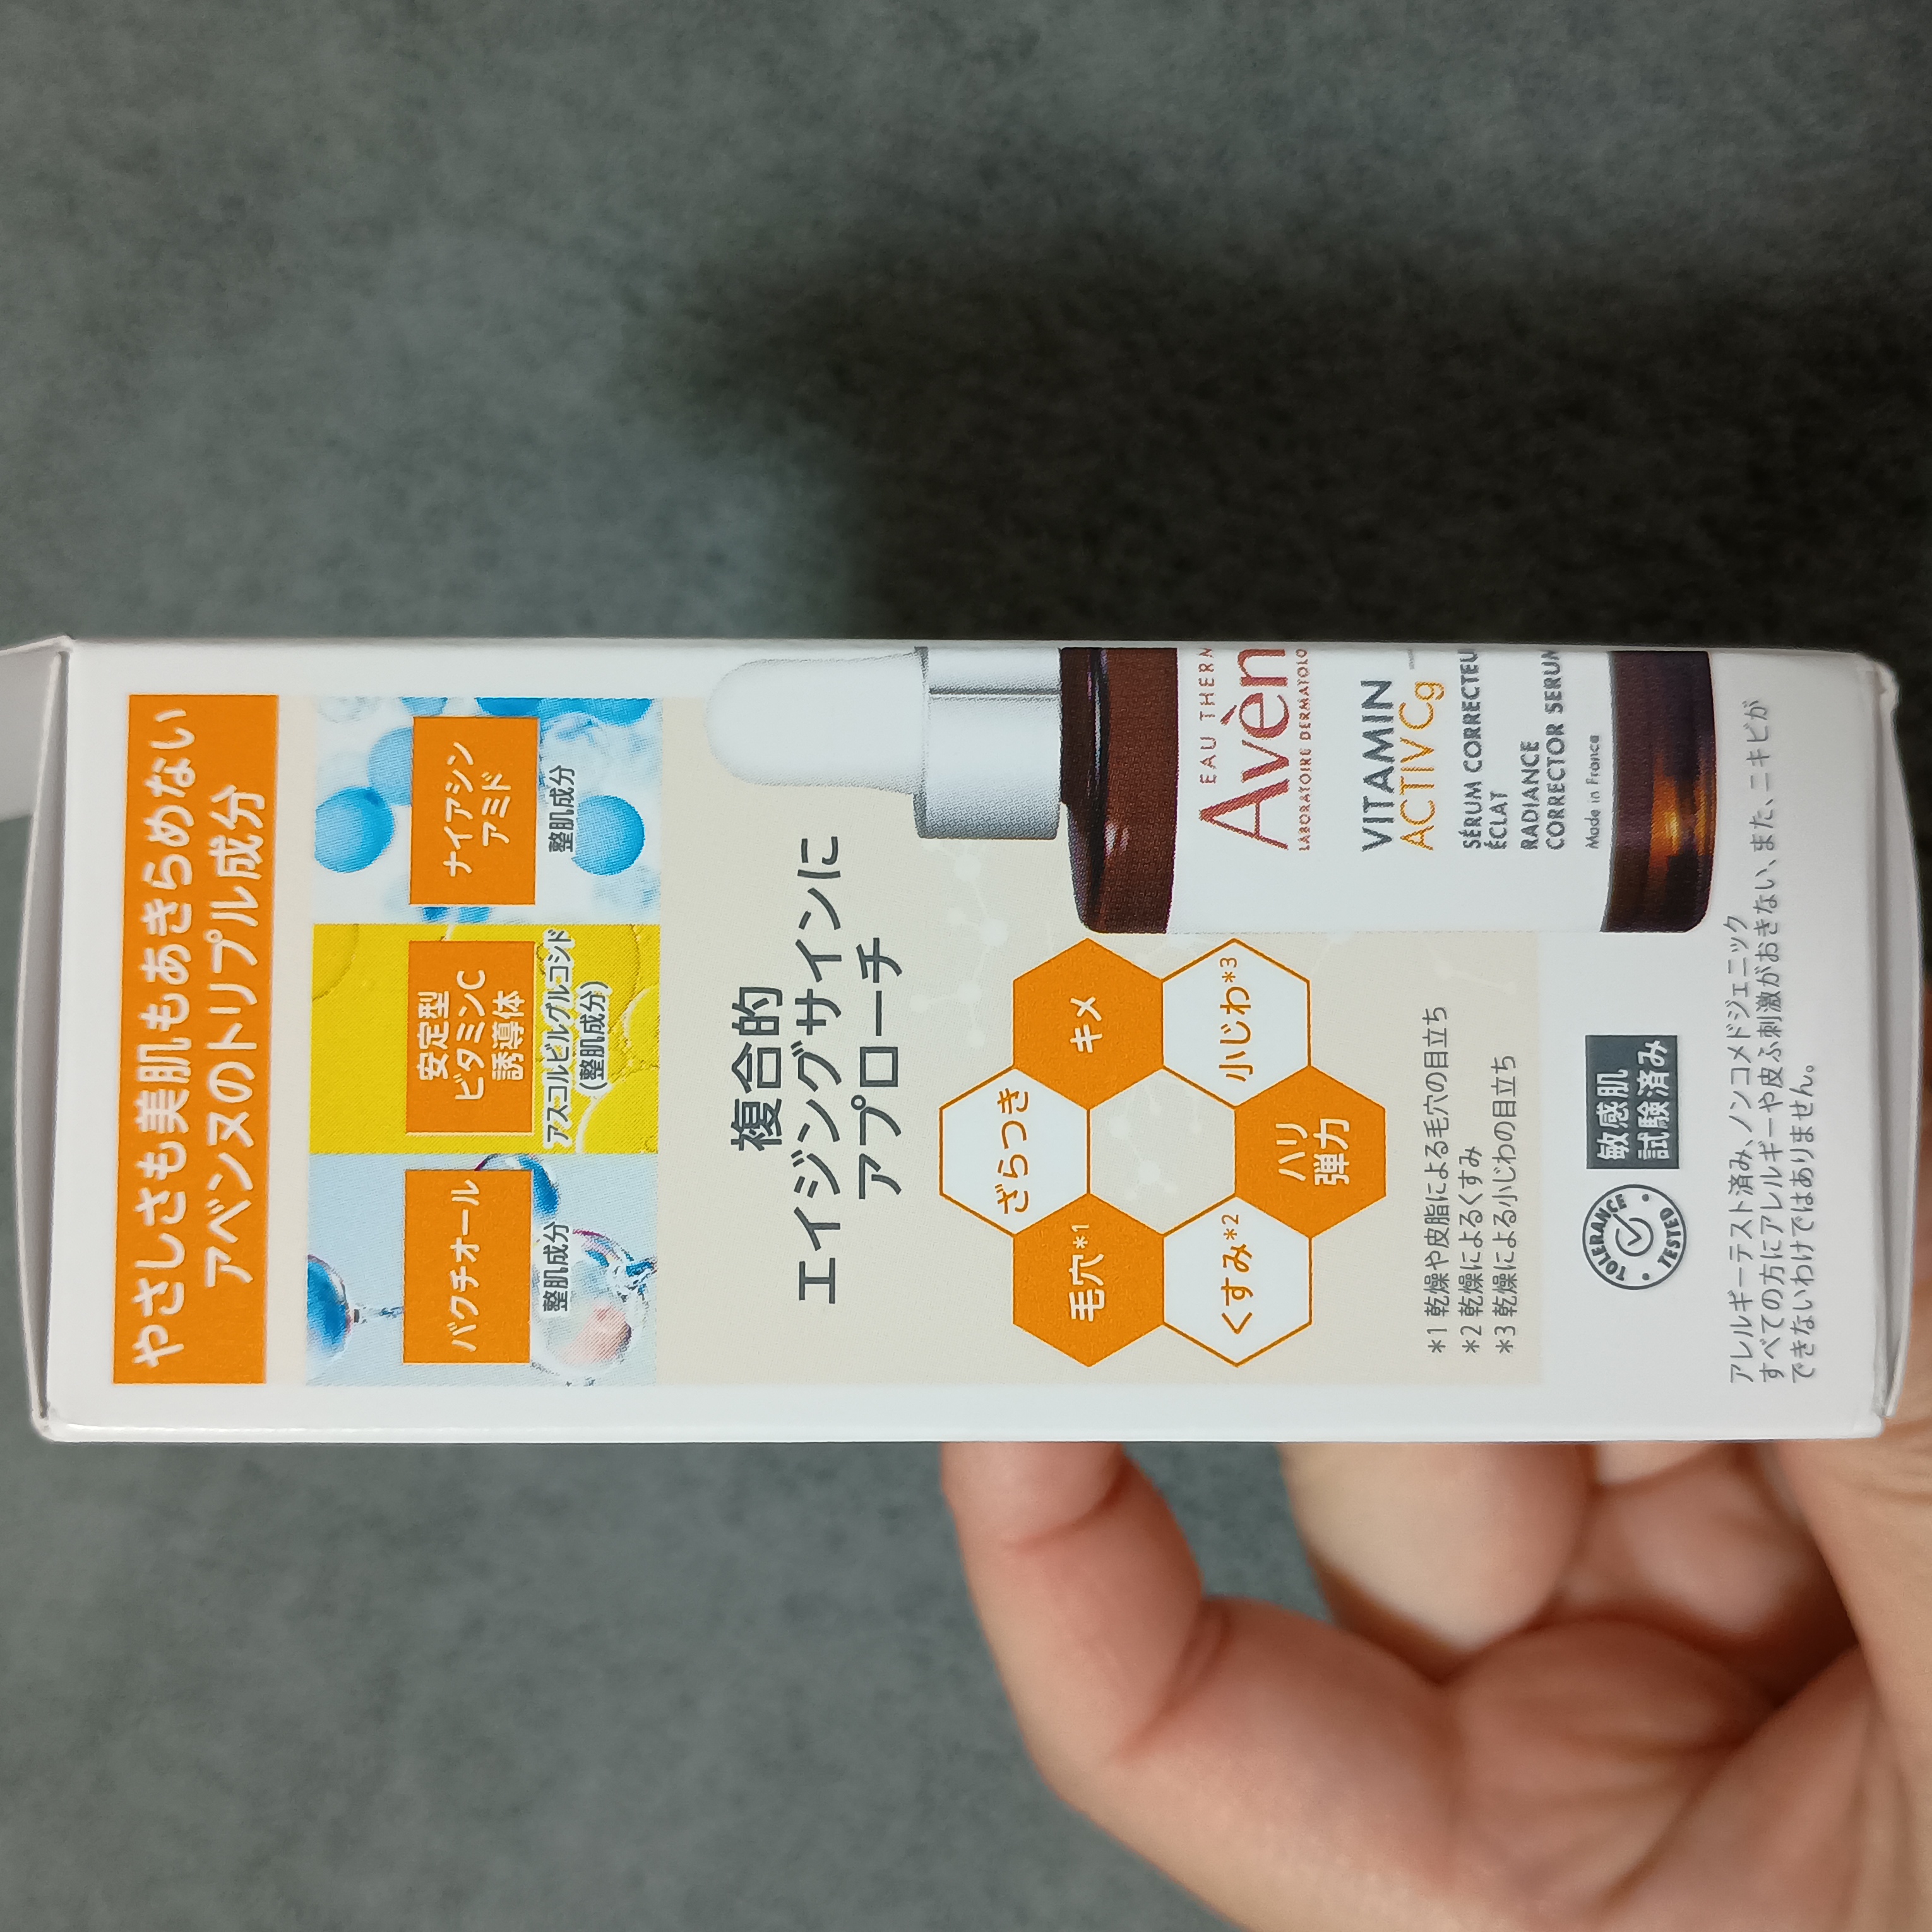 やさしさも美肌もあきらめない
アベンヌのトリプル成分
バクチオール
整肌成分
安定型
ビタミンC
誘導体
アスコルビルグルコシド
(整肌成分)
ナイアシン
アミド
整肌成分
複合的
エイジングサインに
アプローチ
ざらつき
毛穴*1
キメ
くすみ*2
小じわ*3
ハリ
弾力
EAU THERM
Avèn
LABORATOIRE DERMATOLO
VITAMIN
ACTIV Cg
SÉRUM CORRECTEU
ÉCLAT
RADIANCE
CORRECTOR SERUM
Made in France
*1 乾燥や皮脂による毛穴の目立ち
*2 乾燥によるくすみ
*3 乾燥による小じわの目立ち
TOLERANCE
TESTED
敏感肌
試験済み
アレルギーテスト済み、ノンコメドジェニック
すべての方にアレルギーや皮ふ刺激がおきない、また、ニキビが
できないわけではありません。